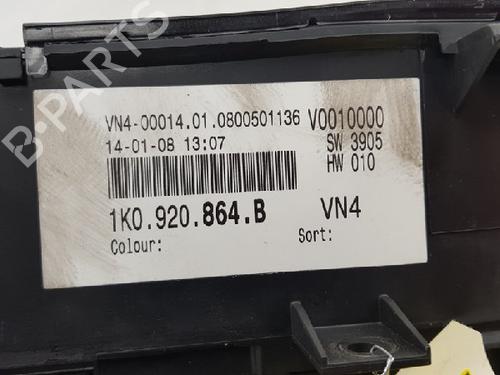 VN4-00014.01.0800501136 V0010000
14-01-08 13:07 SW 3905
HW 010
1K0.920.864.B VN4
Colour: Sort:
B-PARTS